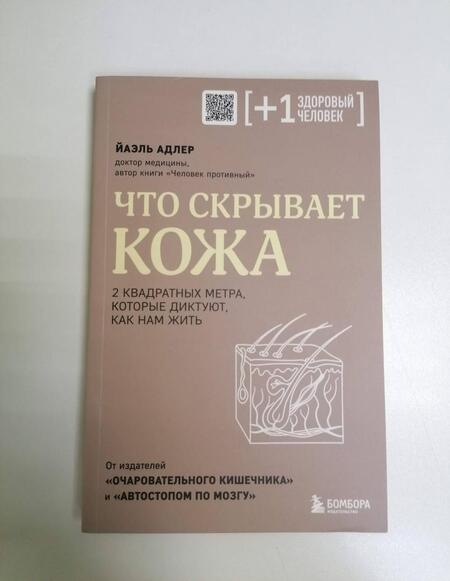 [+1 ЗДОРОВЫЙ
ЧЕЛОВЕК]
ЙАЭЛЬ АДЛЕР
доктор медицины,
автор книги «Человек противный»
ЧТО СКРЫВАЕТ
КОЖА
2 КВАДРАТНЫХ МЕТРА,
КОТОРЫЕ ДИКТУЮТ,
КАК НАМ ЖИТЬ
От издателей
«ОЧАРОВАТЕЛЬНОГО КИШЕЧНИКА»
и «АВТОСТОПОМ ПО МОЗГУ»
БОМБОРА
ИЗДАТЕЛЬСТВО